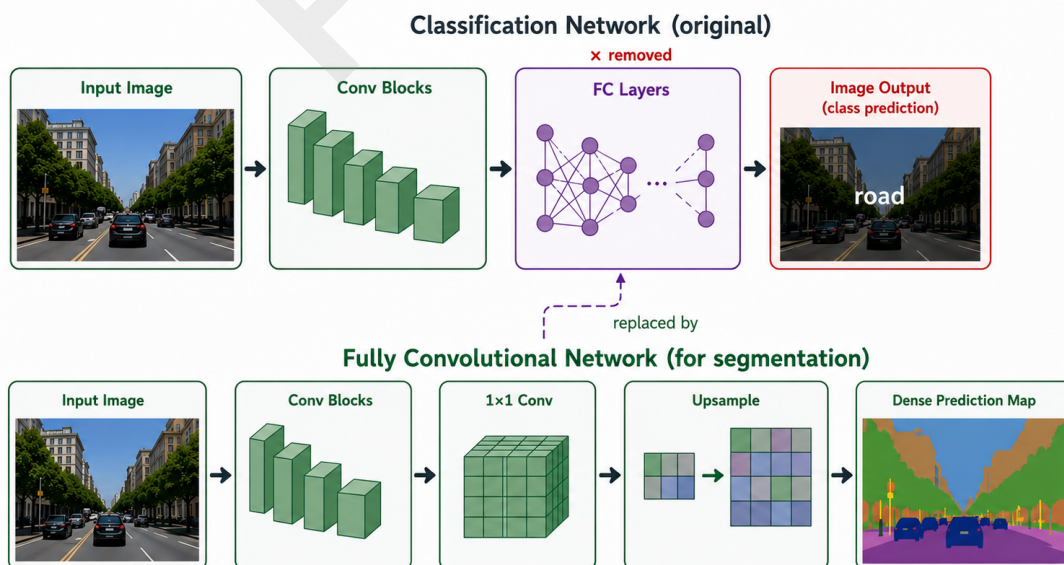 Classification Network (original)
× removed
Input Image
Conv Blocks
FC Layers
Image Output
(class prediction)
road
...
replaced by
Fully Convolutional Network (for segmentation)
Input Image
Conv Blocks
1×1 Conv
Upsample
Dense Prediction Map